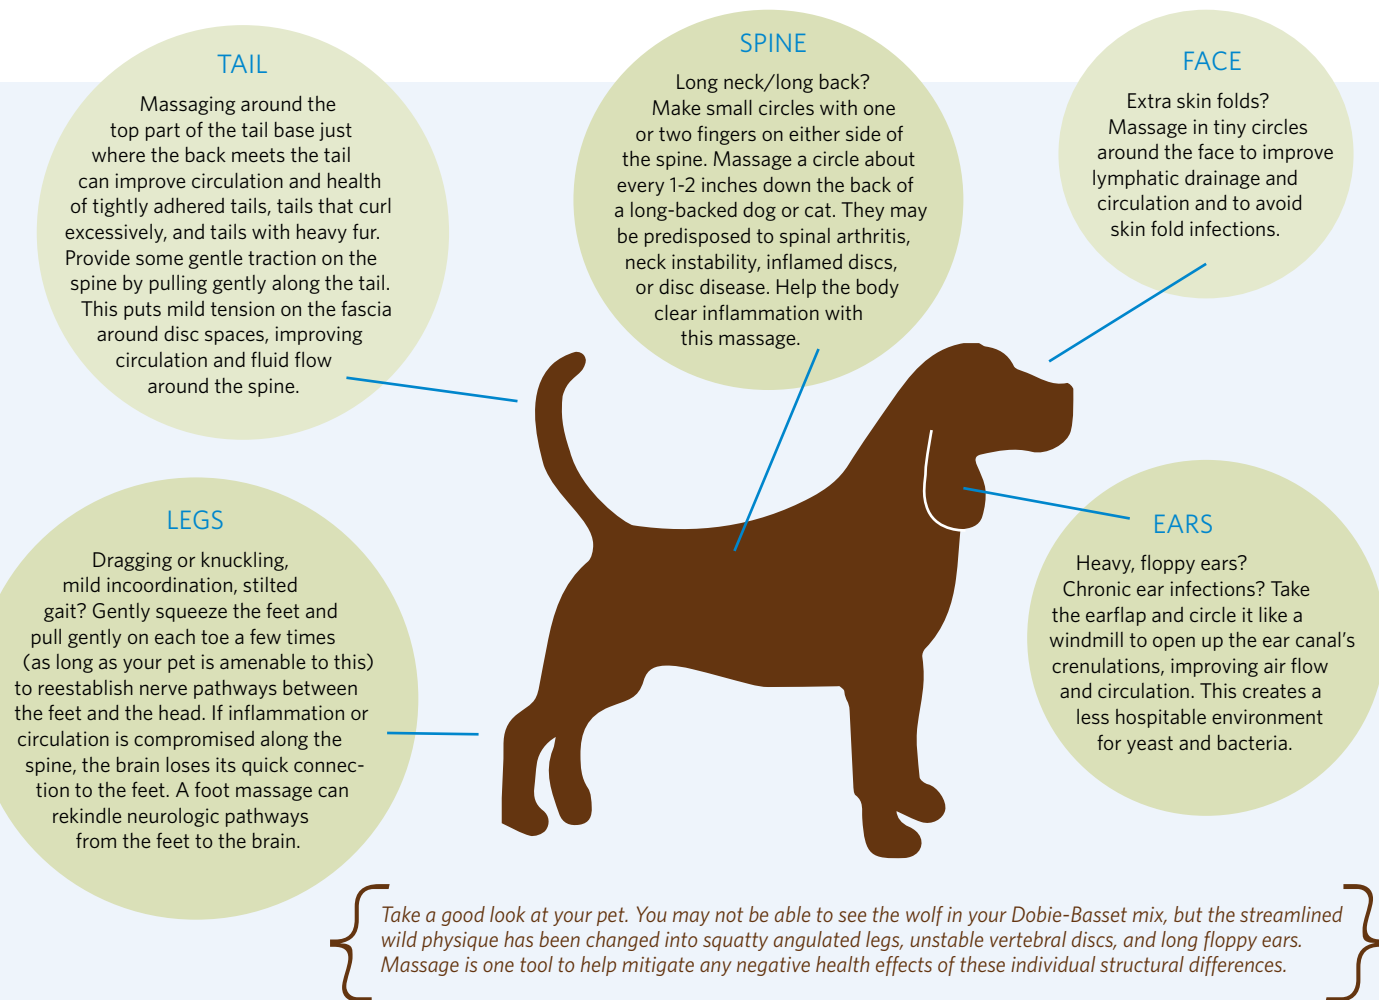 TAIL
Massaging around the
top part of the tail base just
where the back meets the tail
can improve circulation and health
of tightly adhered tails, tails that curl
excessively, and tails with heavy fur.
Provide some gentle traction on the
spine by pulling gently along the tail.
This puts mild tension on the fascia
around disc spaces, improving
circulation and fluid flow
around the spine.
SPINE
Long neck/long back?
Make small circles with one
or two fingers on either side of
the spine. Massage a circle about
every 1-2 inches down the back of
a long-backed dog or cat. They may
be predisposed to spinal arthritis,
neck instability, inflamed discs,
or disc disease. Help the body
clear inflammation with
this massage.
FACE
Extra skin folds?
Massage in tiny circles
around the face to improve
lymphatic drainage and
circulation and to avoid
skin fold infections.
LEGS
Dragging or knuckling,
mild incoordination, stilted
gait? Gently squeeze the feet and
pull gently on each toe a few times
(as long as your pet is amenable to this)
to reestablish nerve pathways between
the feet and the head. If inflammation or
circulation is compromised along the
spine, the brain loses its quick connec-
tion to the feet. A foot massage can
rekindle neurologic pathways
from the feet to the brain.
EARS
Heavy, floppy ears?
Chronic ear infections? Take
the earflap and circle it like a
windmill to open up the ear canal's
crenulations, improving air flow
and circulation. This creates a
less hospitable environment
for yeast and bacteria.
Take a good look at your pet. You may not be able to see the wolf in your Dobie-Basset mix, but the streamlined
wild physique has been changed into squatty angulated legs, unstable vertebral discs, and long floppy ears.
Massage is one tool to help mitigate any negative health effects of these individual structural differences.